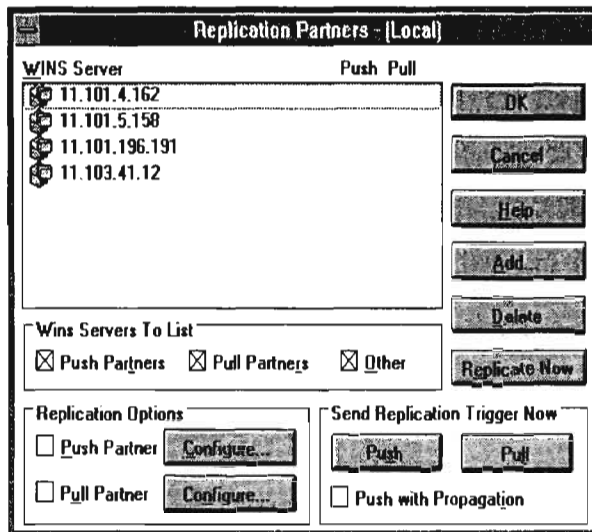 Replication Partners - (Local)
WINS Server Push Pull
11.101.4.162
11.101.5.158
11.101.196.191
11.103.41.12
OK
Cancel
Help
Add...
Delete
Replicate Now
Wins Servers To List
Push Partners Pull Partners Other
Replication Options
Push Partner Configure...
Pull Partner Configure...
Send Replication Trigger Now
Push Pull
Push with Propagation